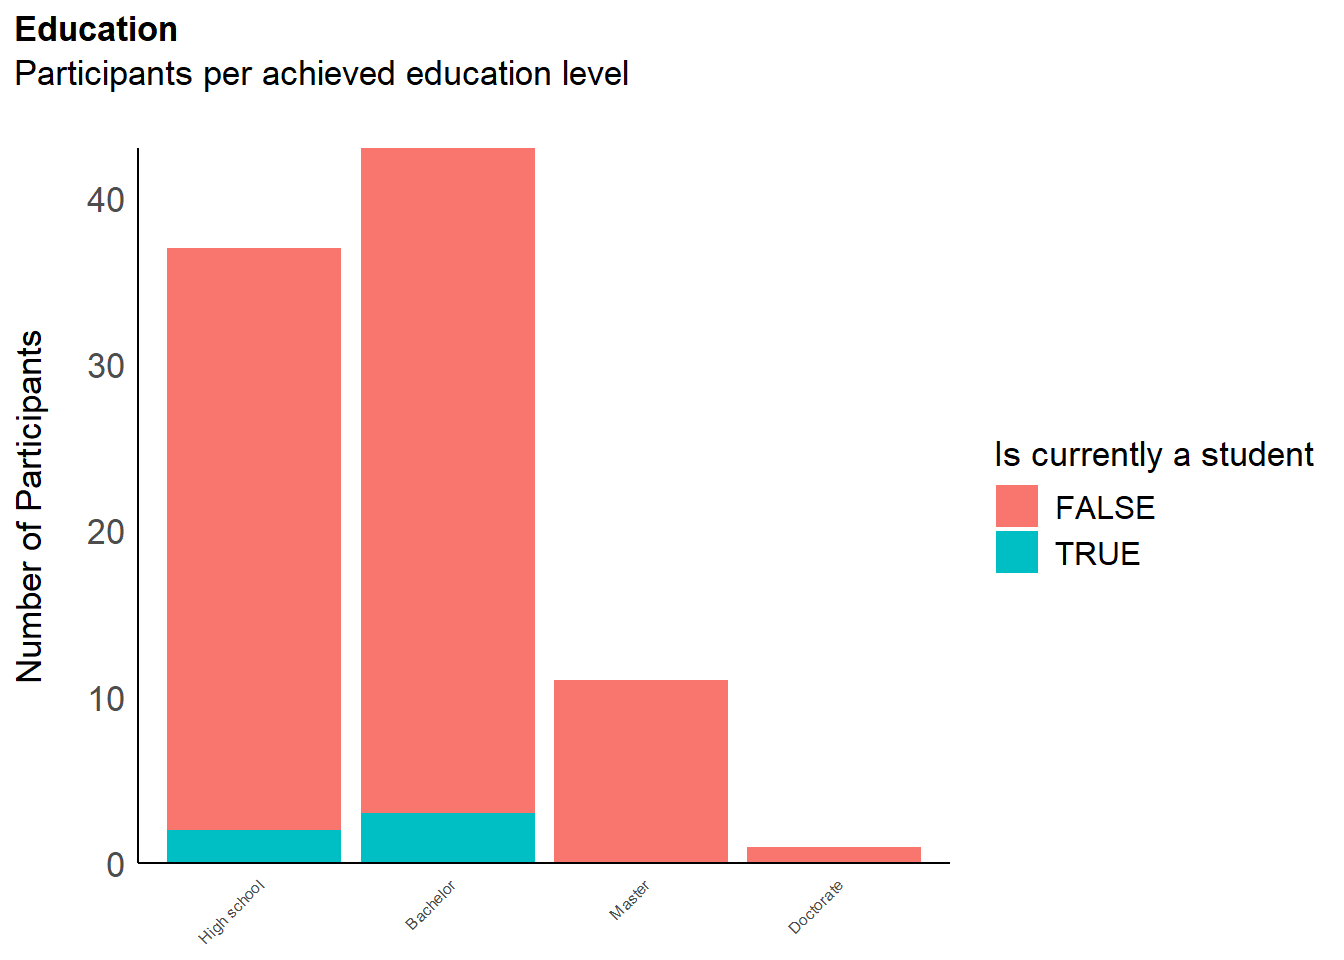 Education
Participants per achieved education level
Number of Participants
40
30
20
10
0
High school
Bachelor
Master
Doctorate
Is currently a student
FALSE
TRUE